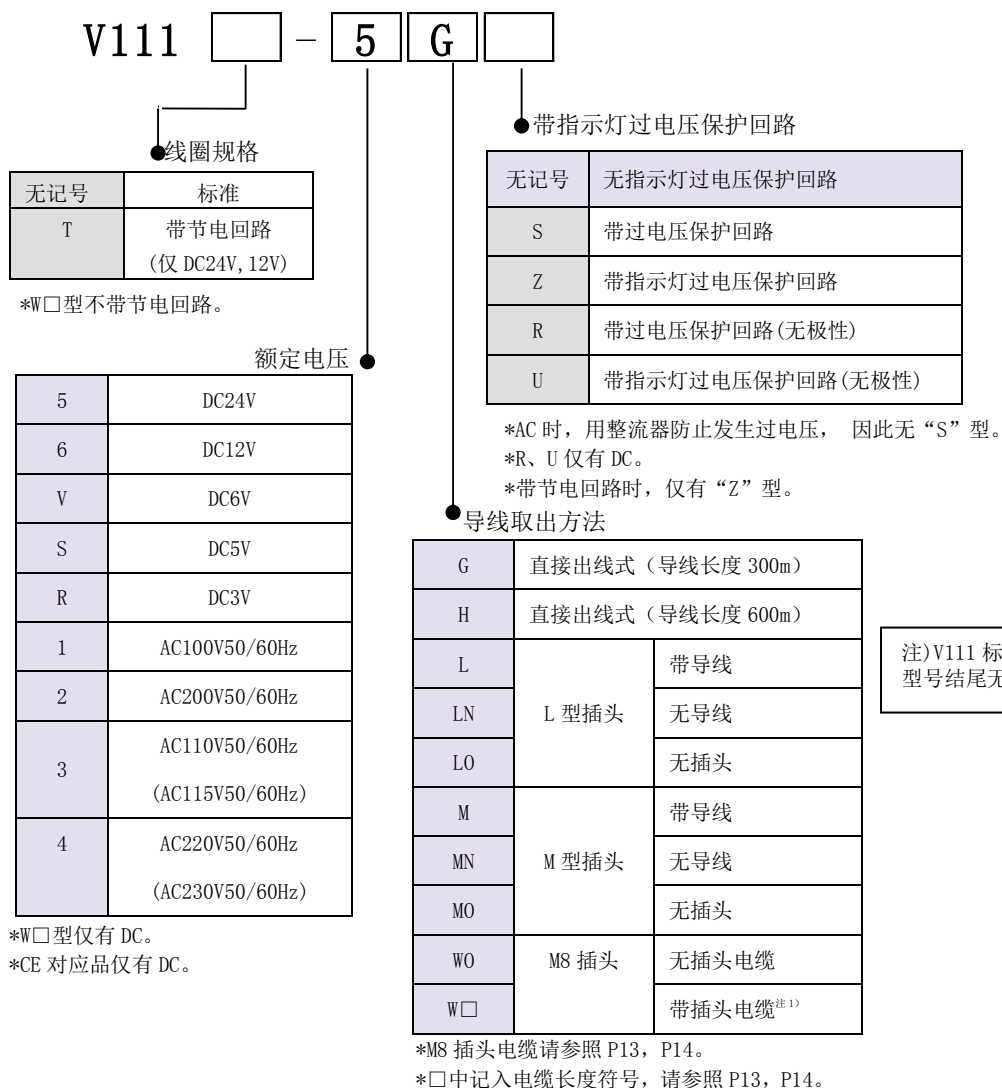 V111 □ － 5 G □
●线圈规格
无记号 标准
T 带节电回路
(仅 DC24V,12V)
*W□型不带节电回路。
额定电压●
5 DC24V
6 DC12V
V DC6V
S DC5V
R DC3V
1 AC100V50/60Hz
2 AC200V50/60Hz
3 AC110V50/60Hz
(AC115V50/60Hz)
4 AC220V50/60Hz
(AC230V50/60Hz)
*W□型仅有 DC。
*CE 对应品仅有 DC。
●带指示灯过电压保护回路
无记号 无指示灯过电压保护回路
S 带过电压保护回路
Z 带指示灯过电压保护回路
R 带过电压保护回路(无极性)
U 带指示灯过电压保护回路(无极性)
*AC 时，用整流器防止发生过电压， 因此无“S”型。
*R、U 仅有 DC。
*带节电回路时，仅有“Z”型。
●导线取出方法
G 直接出线式（导线长度 300m）
H 直接出线式（导线长度 600m）
L 带导线
LN L 型插头 无导线
LO 无插头
M 带导线
MN M 型插头 无导线
MO 无插头
WO M8 插头 无插头电缆
W□ 带插头电缆注1)
*M8 插头电缆请参照 P13，P14。
*□中记入电缆长度符号，请参照 P13，P14。
注)V111 标
型号结尾无